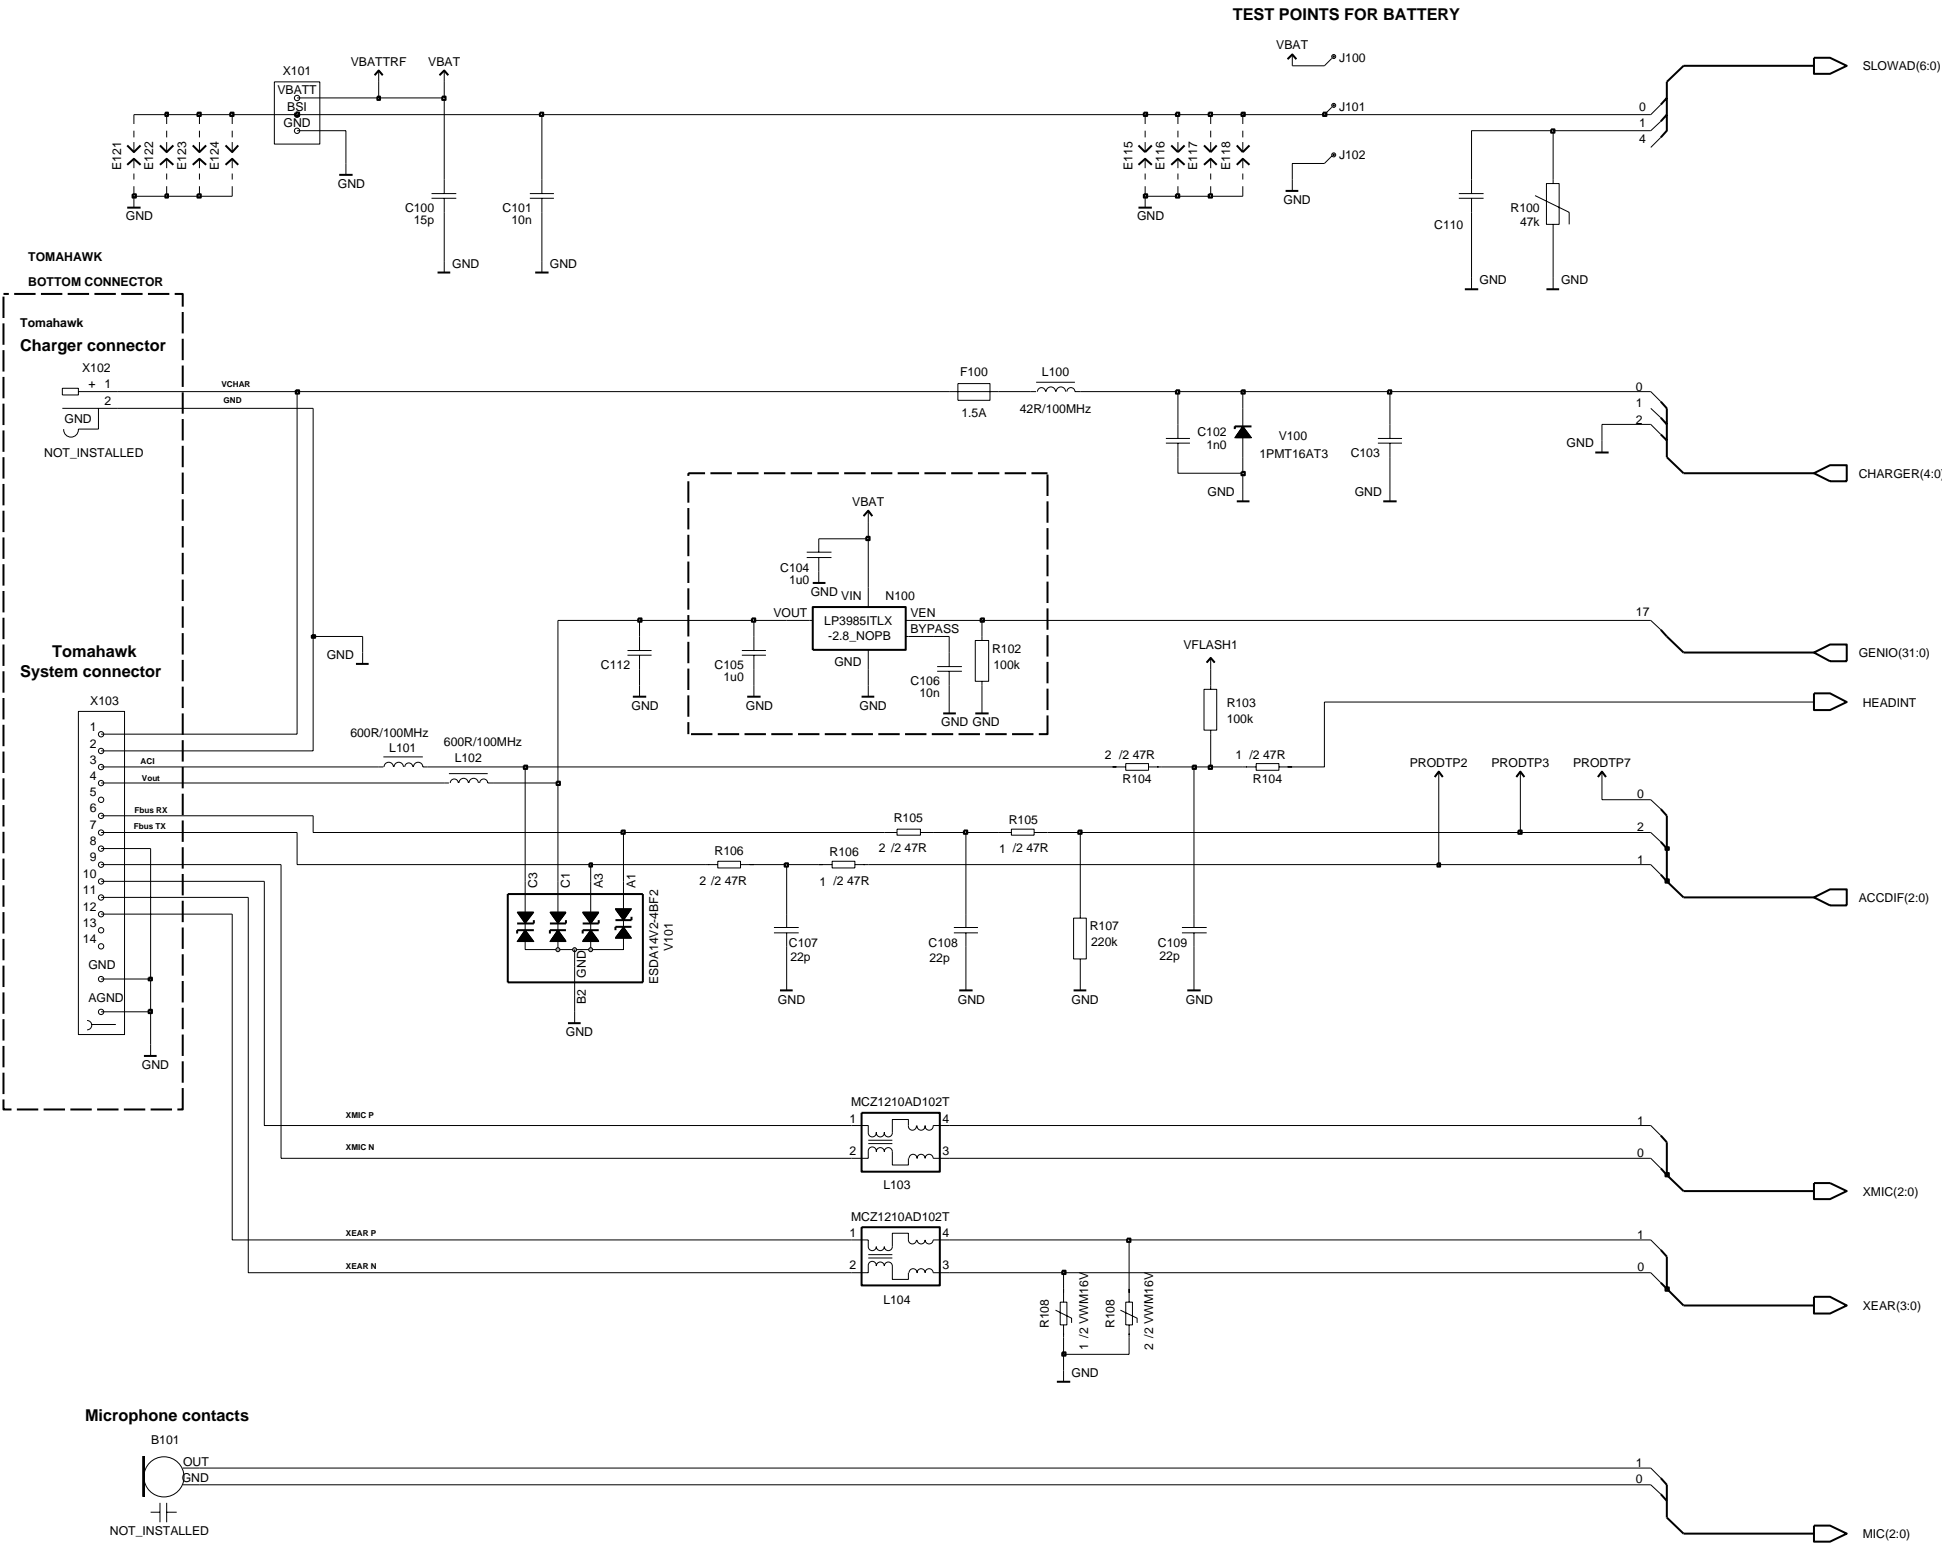 TEST POINTS FOR BATTERY
VBAT
J100
SLOWAD(6:0)
X101
VBATTRF
VBAT
VBATT
BSI
GND
J101
0
1
4
E121
E122
E123
E124
GND
GND
C100
15p
C101
10n
GND
GND
E115
E116
E117
E118
GND
J102
GND
C110
R100
47k
GND
GND
TOMAHAWK
BOTTOM CONNECTOR
Tomahawk
Charger connector
X102
+ 1
2
GND
NOT_INSTALLED
VCHAR
GND
F100
1.5A
L100
42R/100MHz
C102
1n0
V100
1PMT16AT3
GND
C103
GND
0
1
2
GND
CHARGER(4:0)
VBAT
C104
1u0
GND
VIN
N100
VOUT
LP3985ITLX
-2.8_NOPB
VEN
BYPASS
GND
C112
GND
C105
1u0
GND
GND
C106
10n
R102
100k
GND
GND
17
GENIO(31:0)
GND
VFLASH1
R103
100k
HEADINT
Tomahawk
System connector
X103
1
2
3
4
5
6
7
8
9
10
11
12
13
14
GND
AGND
GND
ACI
Vout
Fbus RX
Fbus TX
600R/100MHz
L101
600R/100MHz
L102
2 /2 47R
R104
1 /2 47R
R104
PRODTP2
PRODTP3
PRODTP7
0
2
1
ACCDIF(2:0)
R105
2 /2 47R
R105
1 /2 47R
R106
2 /2 47R
R106
1 /2 47R
C3
C1
A3
A1
GND
B2
ESDA14V2-4BF2
V101
GND
C107
22p
GND
C108
22p
GND
R107
220k
GND
C109
22p
GND
XMIC P
XMIC N
MCZ1210AD102T
1
4
2
3
L103
1
0
XMIC(2:0)
XEAR P
XEAR N
MCZ1210AD102T
1
4
2
3
L104
1
0
XEAR(3:0)
R108
1 /2 VWM16V
R108
2 /2 VWM16V
GND
Microphone contacts
B101
OUT
GND
NOT_INSTALLED
1
0
MIC(2:0)